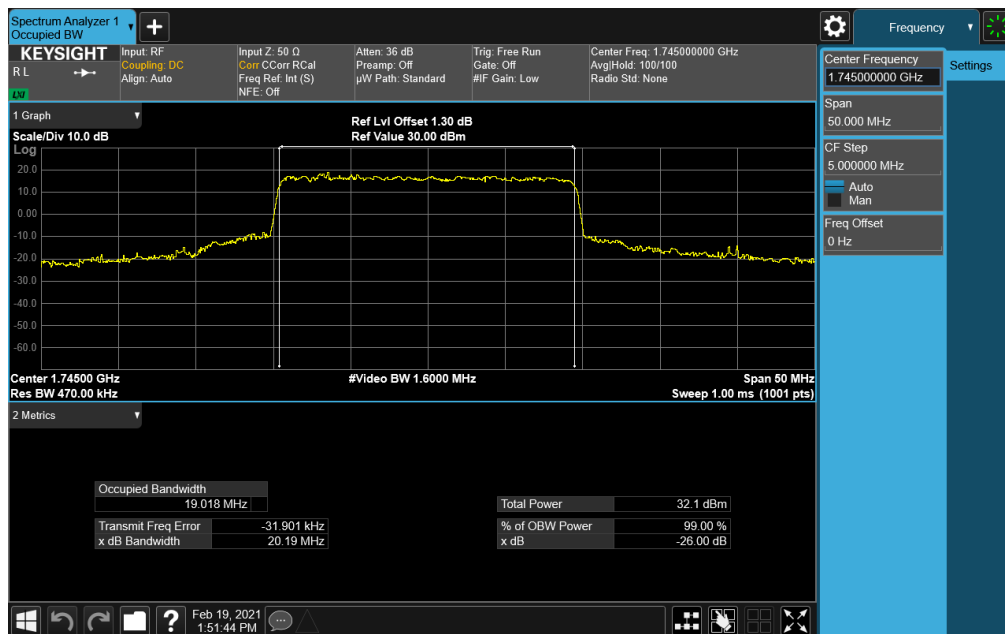 Spectrum Analyzer 1
Occupied BW
+
Frequency
KEYSIGHT
R L
LXI
Input: RF
Coupling: DC
Align: Auto
Input Z: 50 Ω
Corr CCorr RCal
Freq Ref: Int (S)
NFE: Off
Atten: 36 dB
Preamp: Off
µW Path: Standard
Trig: Free Run
Gate: Off
#IF Gain: Low
Center Freq: 1.745000000 GHz
Avg|Hold: 100/100
Radio Std: None
Center Frequency
1.745000000 GHz
Settings
Span
50.000 MHz
CF Step
5.000000 MHz
Auto
Man
Freq Offset
0 Hz
1 Graph
Scale/Div 10.0 dB
Ref Lvl Offset 1.30 dB
Ref Value 30.00 dBm
Log
20.0
10.0
0.00
-10.0
-20.0
-30.0
-40.0
-50.0
-60.0
Center 1.74500 GHz
#Video BW 1.6000 MHz
Span 50 MHz
Res BW 470.00 kHz
Sweep 1.00 ms (1001 pts)
2 Metrics
Occupied Bandwidth
19.018 MHz
Total Power 32.1 dBm
Transmit Freq Error -31.901 kHz
% of OBW Power 99.00 %
x dB Bandwidth 20.19 MHz
x dB -26.00 dB
?
Feb 19, 2021
1:51:44 PM